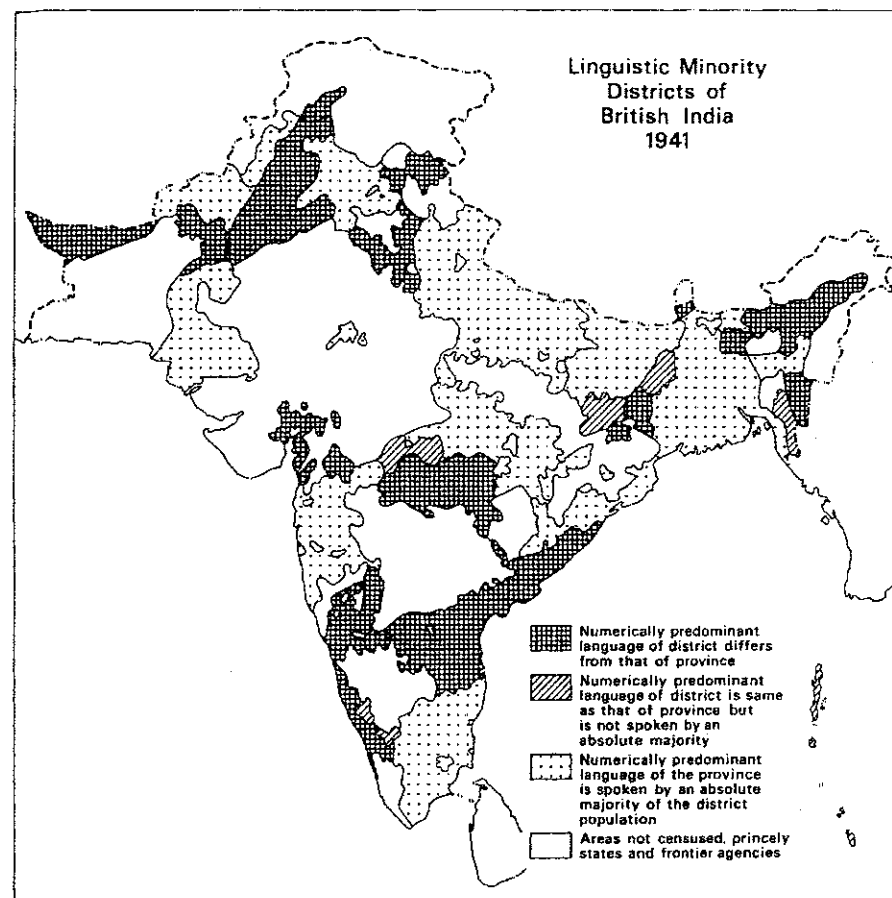 Linguistic Minority
Districts of
British India
1941
Numerically predominant
language of district differs
from that of province
Numerically predominant
language of district is same
as that of province but
is not spoken by an
absolute majority
Numerically predominant
language of the province
is spoken by an absolute
majority of the district
population
Areas not censused, princely
states and frontier agencies